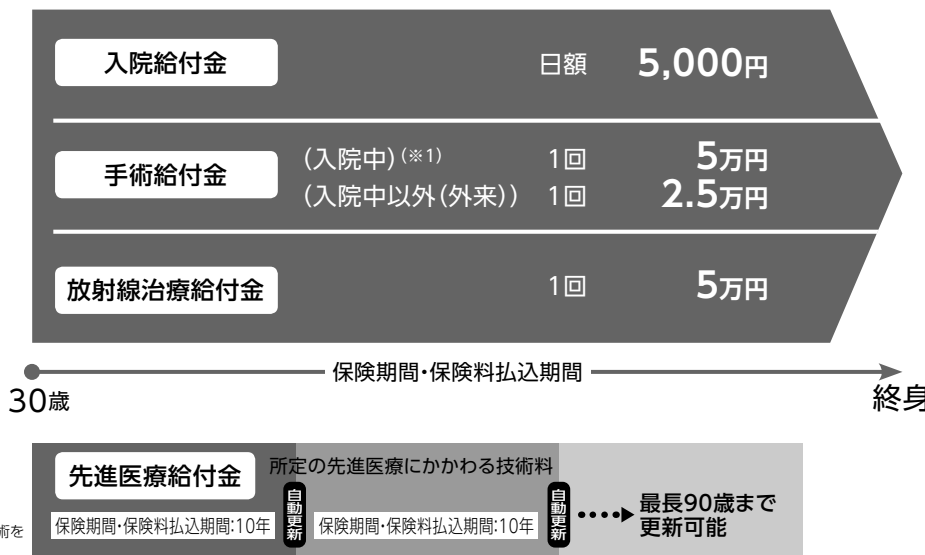 入院給付金 日額 5,000円
手術給付金 (入院中)(※1) 1回 5万円
(入院中以外(外来)) 1回 2.5万円
放射線治療給付金 1回 5万円
保険期間・保険料払込期間
30歳 終身
先進医療給付金 所定の先進医療にかかわる技術料
自動更新
自動更新
最長90歳まで
更新可能
術を 保険期間・保険料払込期間:10年 保険期間・保険料払込期間:10年